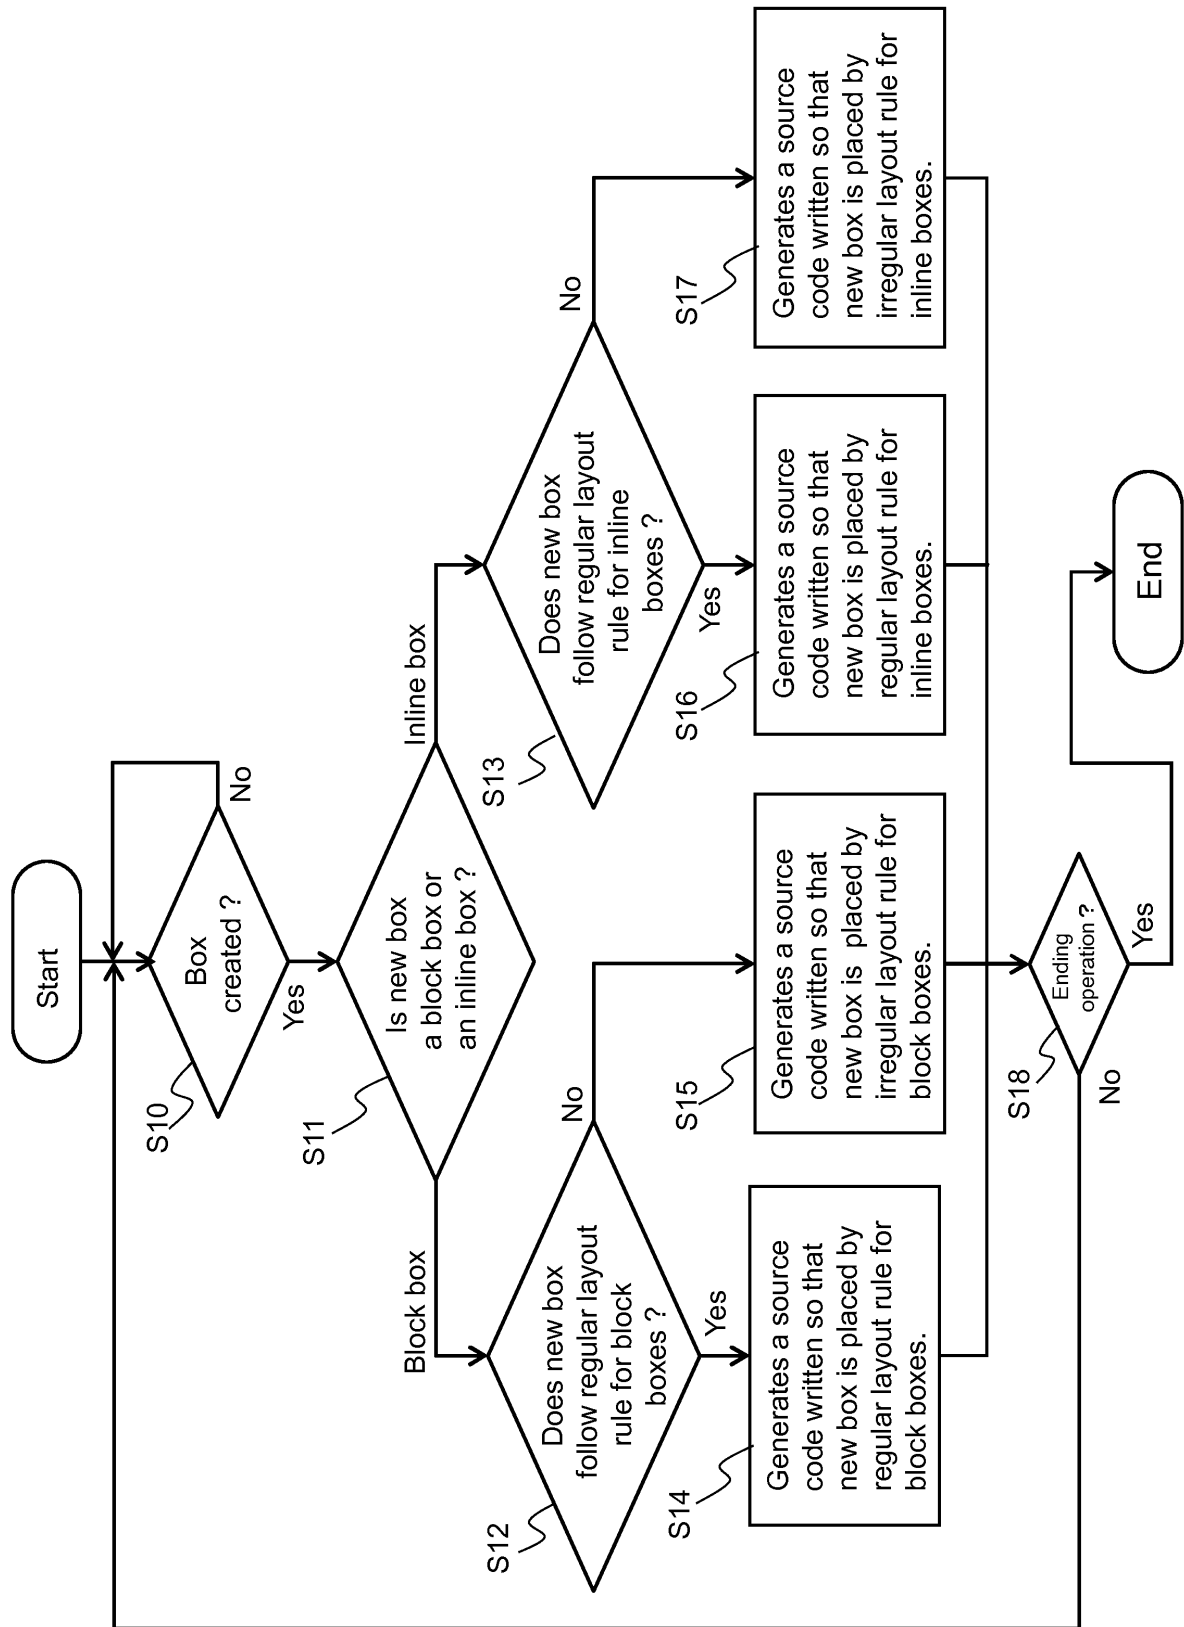 Start
S10
Box
created ?
No
Yes
S11
Is new box
a block box or
an inline box ?
Block box
Inline box
S12
Does new box
follow regular layout
rule for block
boxes ?
No
Yes
S13
Does new box
follow regular layout
rule for inline
boxes ?
No
Yes
S14
Generates a source
code written so that
new box is placed by
regular layout rule for
block boxes.
S15
Generates a source
code written so that
new box is placed by
irregular layout rule for
block boxes.
S16
Generates a source
code written so that
new box is placed by
regular layout rule for
inline boxes.
S17
Generates a source
code written so that
new box is placed by
irregular layout rule for
inline boxes.
S18
Ending
operation ?
No
Yes
End